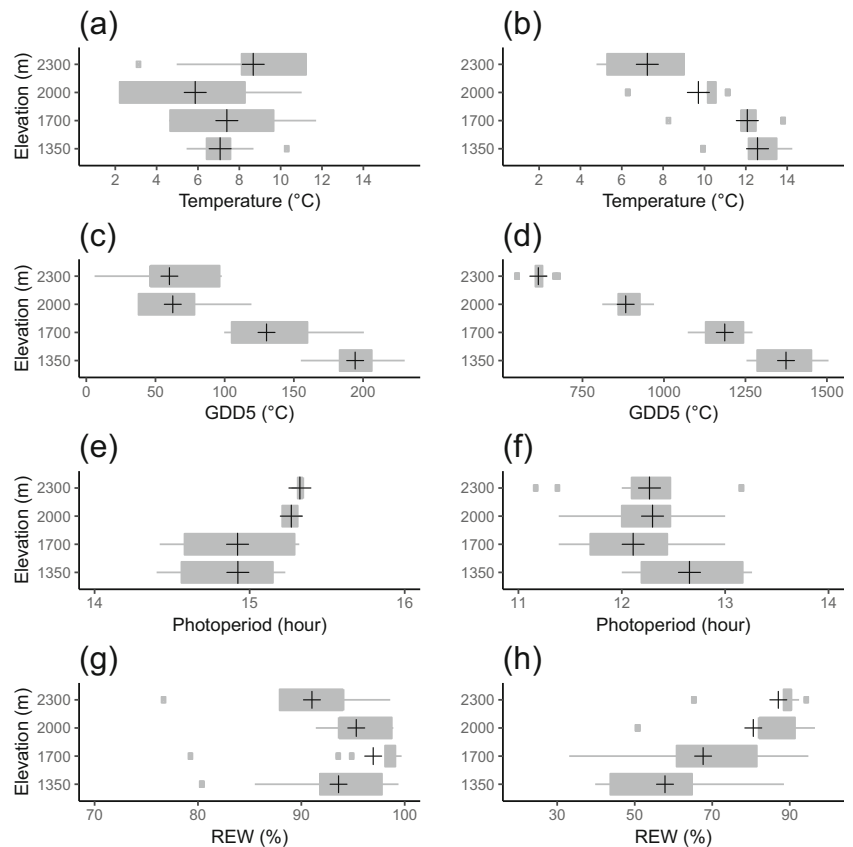 (a)
Elevation (m)
2300
2000
1700
1350
2 4 6 8 10 12 14
Temperature (°C)
(b)
Elevation (m)
2300
2000
1700
1350
2 4 6 8 10 12 14
Temperature (°C)
(c)
Elevation (m)
2300
2000
1700
1350
0 50 100 150 200
GDD5 (°C)
(d)
Elevation (m)
2300
2000
1700
1350
750 1000 1250 1500
GDD5 (°C)
(e)
Elevation (m)
2300
2000
1700
1350
14 15 16
Photoperiod (hour)
(f)
Elevation (m)
2300
2000
1700
1350
11 12 13 14
Photoperiod (hour)
(g)
Elevation (m)
2300
2000
1700
1350
70 80 90 100
REW (%)
(h)
Elevation (m)
2300
2000
1700
1350
30 50 70 90
REW (%)